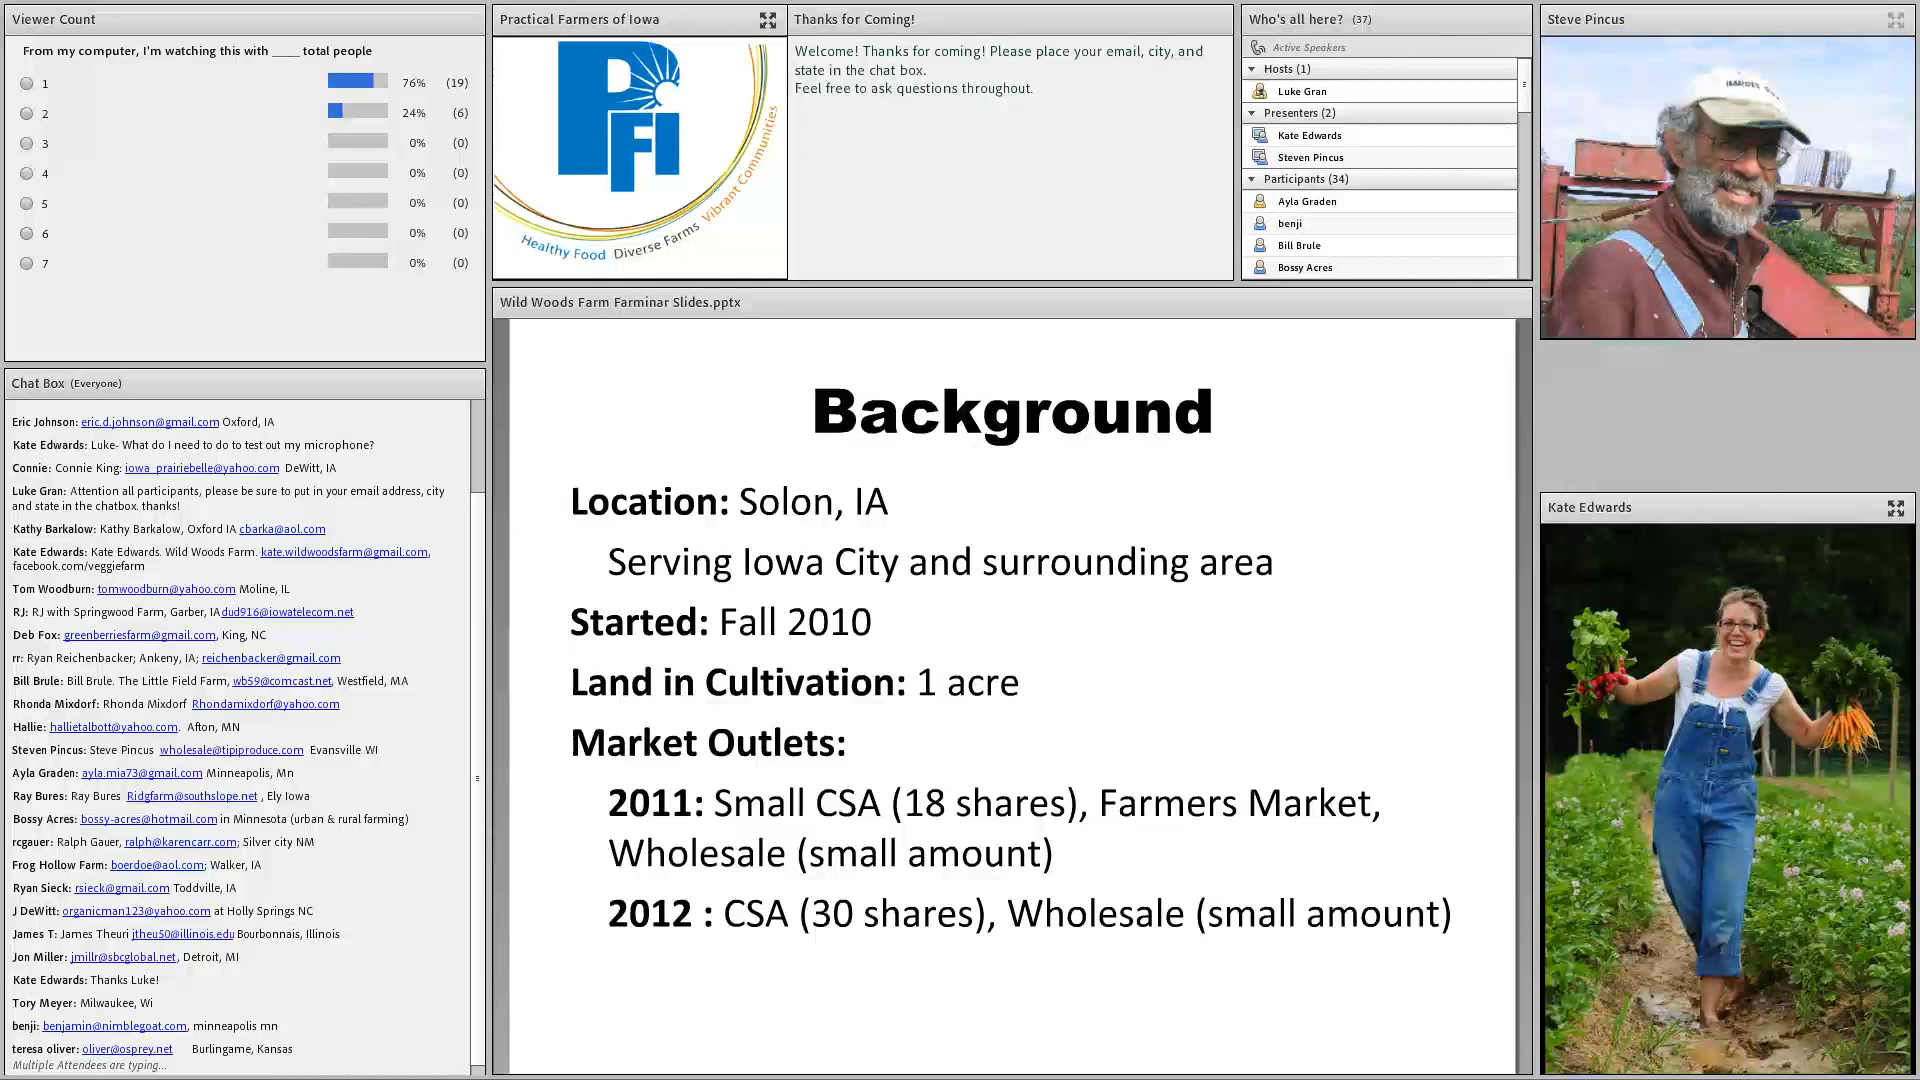 Viewer Count
From my computer, I'm watching this with ____ total people
1 76% (19)
2 24% (6)
3 0% (0)
4 0% (0)
5 0% (0)
6 0% (0)
7 0% (0)
Chat Box (Everyone)
Eric Johnson: eric.d.johnson@gmail.com Oxford, IA
Kate Edwards: Luke- What do I need to do to test out my microphone?
Connie: Connie King: iowa_prairiebelle@yahoo.com DeWitt, IA
Luke Gran: Attention all participants, please be sure to put in your email address, city
and state in the chatbox. thanks!
Kathy Barkalow: Kathy Barkalow, Oxford IA cbarka@aol.com
Kate Edwards: Kate Edwards. Wild Woods Farm. kate.wildwoodsfarm@gmail.com,
facebook.com/veggiefarm
Tom Woodburn: tomwoodburn@yahoo.com Moline, IL
RJ: RJ with Springwood Farm, Garber, IA dud916@iowatelecom.net
Deb Fox: greenberriesfarm@gmail.com, King, NC
rr: Ryan Reichenbacker; Ankeny, IA; reichenbacker@gmail.com
Bill Brule: Bill Brule. The Little Field Farm, wb59@comcast.net, Westfield, MA
Rhonda Mixdorf: Rhonda Mixdorf Rhondamixdorf@yahoo.com
Hallie: hallietalbott@yahoo.com. Afton, MN
Steven Pincus: Steve Pincus wholesale@tipiproduce.com Evansville WI
Ayla Graden: ayla.mia73@gmail.com Minneapolis, Mn
Ray Bures: Ray Bures Ridgfarm@southslope.net , Ely Iowa
Bossy Acres: bossy-acres@hotmail.com in Minnesota (urban & rural farming)
rcgauer: Ralph Gauer, ralph@karencarr.com; Silver city NM
Frog Hollow Farm: boerdoe@aol.com; Walker, IA
Ryan Sieck: rsieck@gmail.com Toddville, IA
J DeWitt: organicman123@yahoo.com at Holly Springs NC
James T: James Theuri jtheu50@illinois.edu Bourbonnais, Illinois
Jon Miller: jmillr@sbcglobal.net, Detroit, MI
Kate Edwards: Thanks Luke!
Tory Meyer: Milwaukee, Wi
benji: benjamin@nimblegoat.com, minneapolis mn
teresa oliver: oliver@osprey.net Burlingame, Kansas
Multiple Attendees are typing...
Practical Farmers of Iowa
PFI
Healthy Food Diverse Farms Vibrant Communities
Thanks for Coming!
Welcome! Thanks for coming! Please place your email, city, and
state in the chat box.
Feel free to ask questions throughout.
Who's all here? (37)
Active Speakers
Hosts (1)
Luke Gran
Presenters (2)
Kate Edwards
Steven Pincus
Participants (34)
Ayla Graden
benji
Bill Brule
Bossy Acres
Wild Woods Farm Farminar Slides.pptx
Background
Location: Solon, IA
Serving Iowa City and surrounding area
Started: Fall 2010
Land in Cultivation: 1 acre
Market Outlets:
2011: Small CSA (18 shares), Farmers Market,
Wholesale (small amount)
2012 : CSA (30 shares), Wholesale (small amount)
Steve Pincus
Kate Edwards